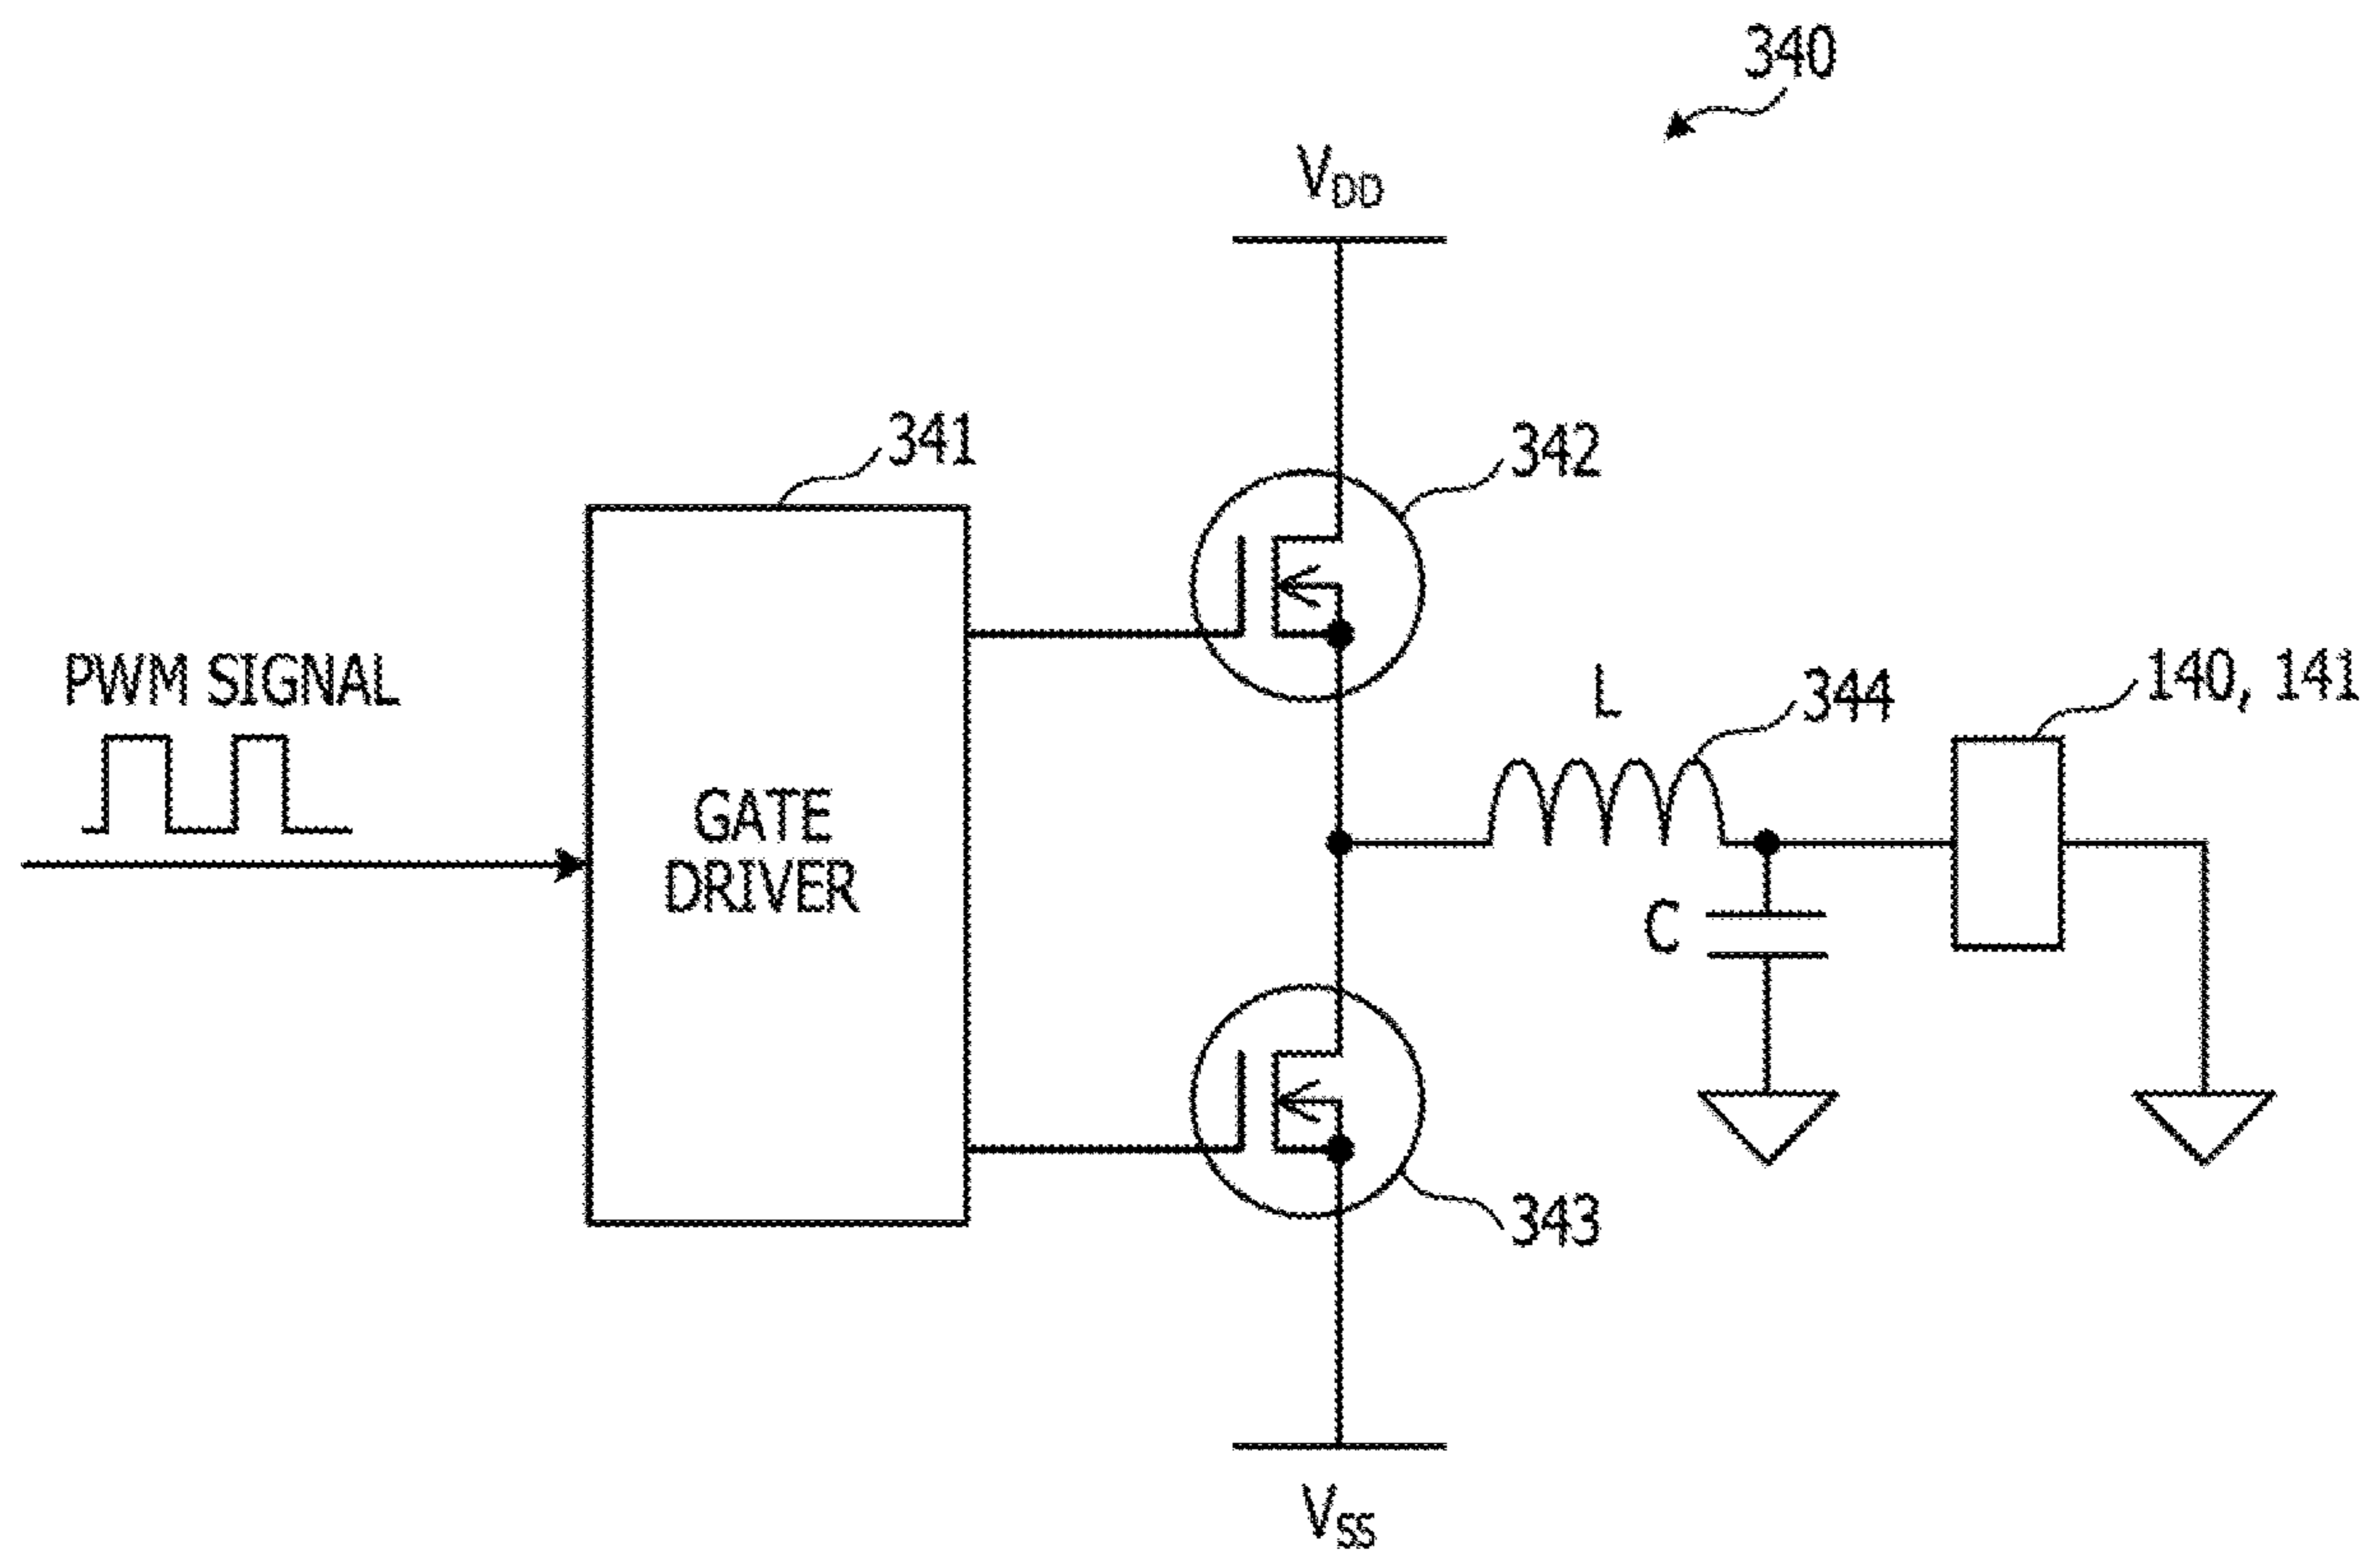 340
V_DD
341
342
PWM SIGNAL
L
344
140, 141
GATE
DRIVER
C
343
V_SS